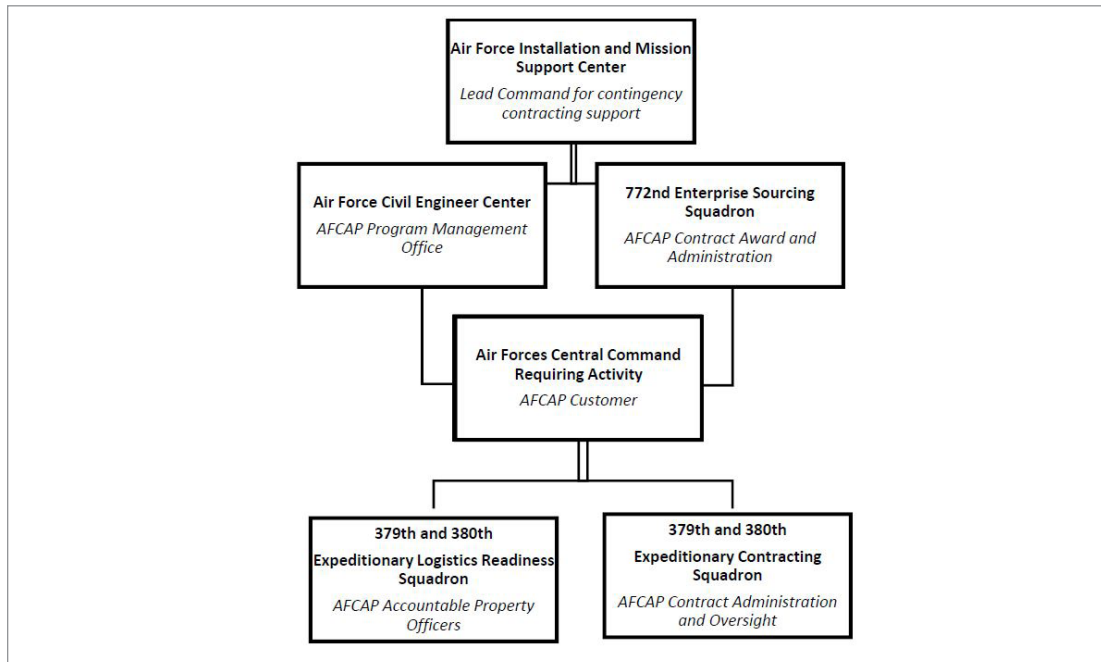 Air Force Installation and Mission
Support Center
Lead Command for contingency
contracting support
Air Force Civil Engineer Center
AFCAP Program Management
Office
772nd Enterprise Sourcing
Squadron
AFCAP Contract Award and
Administration
Air Forces Central Command
Requiring Activity
AFCAP Customer
379th and 380th
Expeditionary Logistics Readiness
Squadron
AFCAP Accountable Property
Officers
379th and 380th
Expeditionary Contracting
Squadron
AFCAP Contract Administration
and Oversight